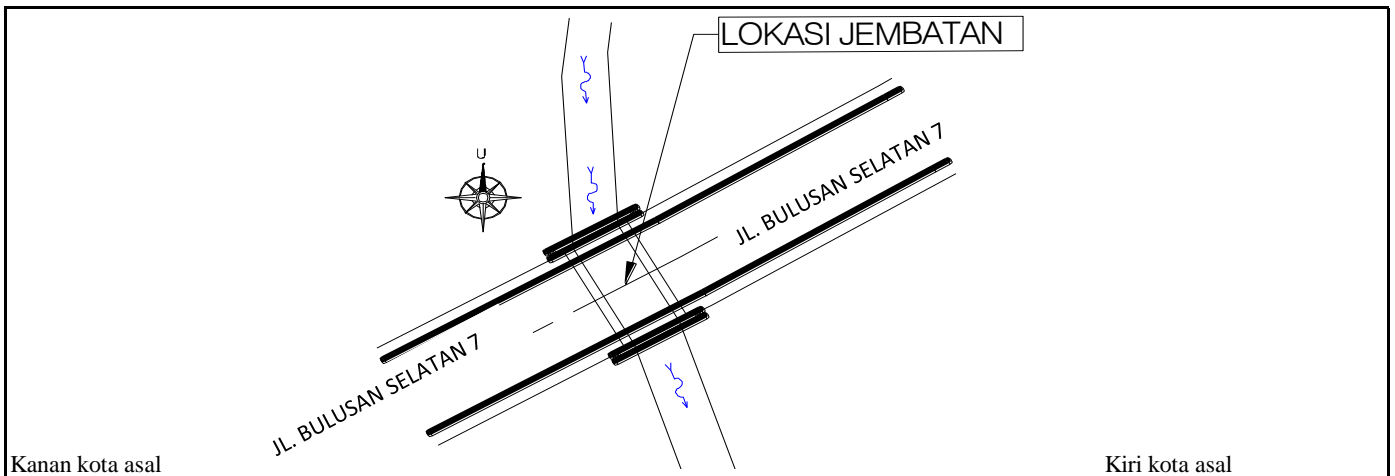 LOKASI JEMBATAN
U
JL. BULUSAN SELATAN 7
JL. BULUSAN SELATAN 7
Kanan kota asal
Kiri kota asal